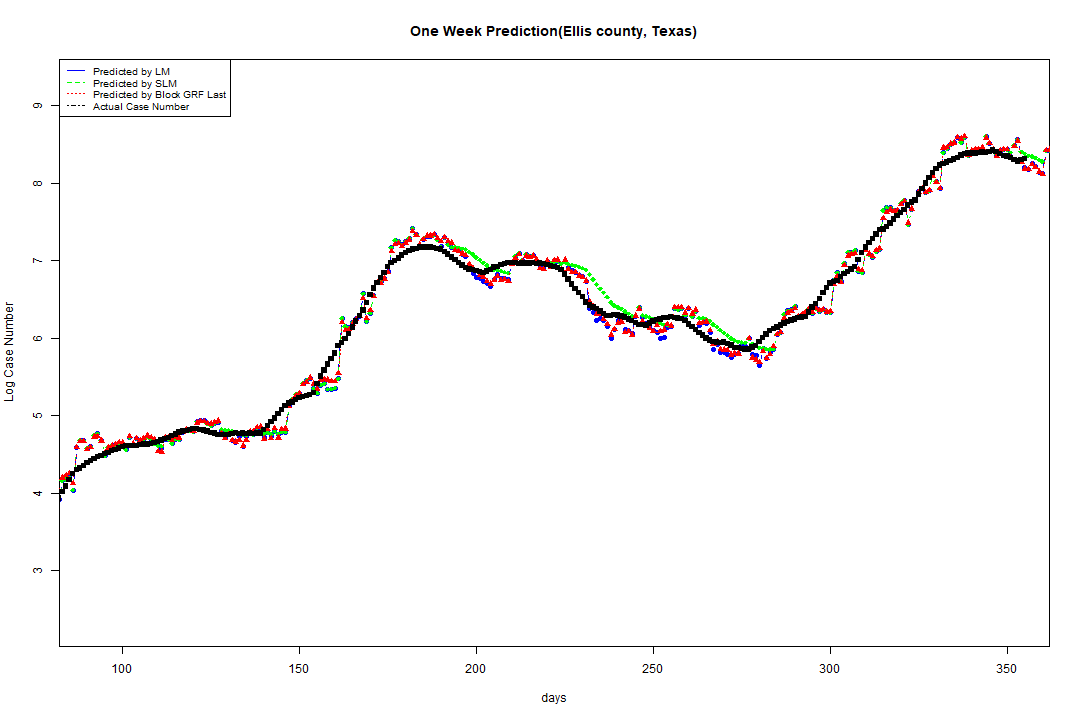 One Week Prediction(Ellis county, Texas)
Predicted by LM
Predicted by SLM
Predicted by Block GRF Last
Actual Case Number
9
8
7
6
5
4
3
Log Case Number
100 150 200 250 300 350
days